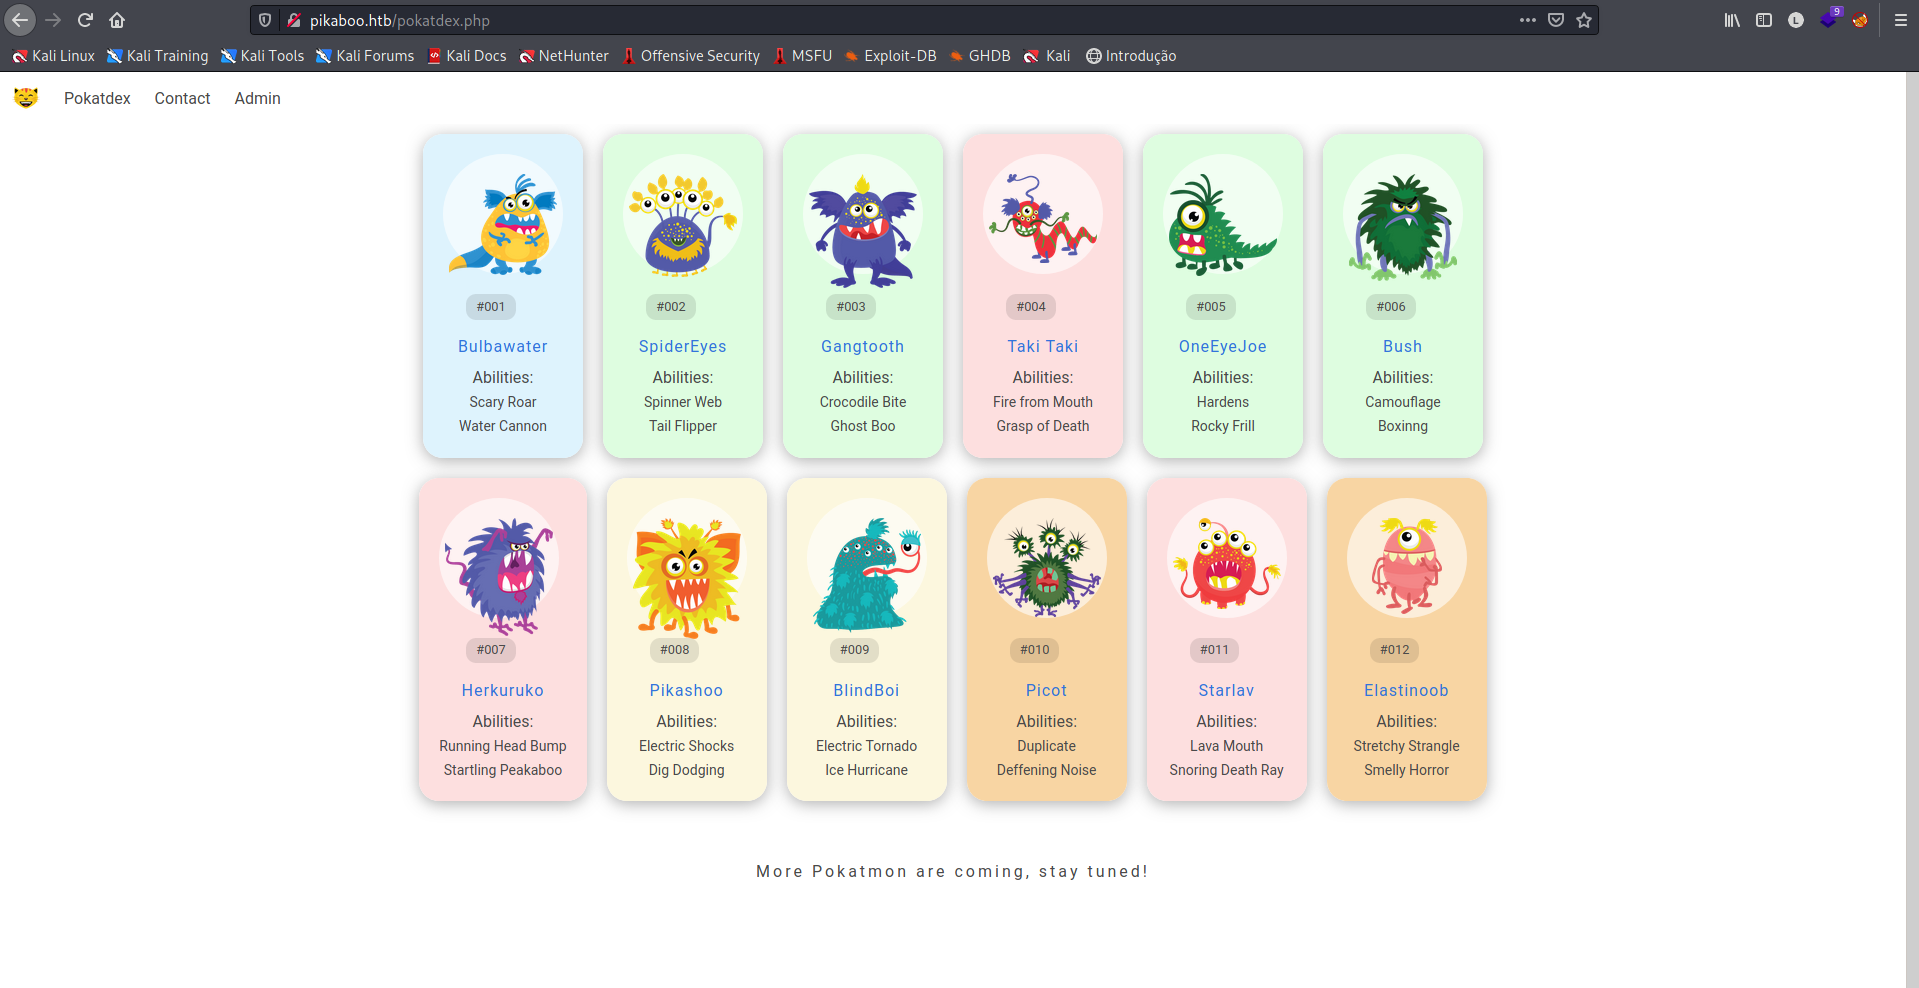 pikaboo.htb/pokatdex.php
9
L
Kali Linux Kali Training Kali Tools Kali Forums Kali Docs NetHunter Offensive Security MSFU Exploit-DB GHDB Kali Introdução
Pokatdex Contact Admin
#001 #002 #003 #004 #005 #006
Bulbawater SpiderEyes Gangtooth Taki Taki OneEyeJoe Bush
Abilities: Abilities: Abilities: Abilities: Abilities: Abilities:
Scary Roar Spinner Web Crocodile Bite Fire from Mouth Hardens Camouflage
Water Cannon Tail Flipper Ghost Boo Grasp of Death Rocky Frill Boxinng
#007 #008 #009 #010 #011 #012
Herkuruko Pikashoo BlindBoi Picot Starlav Elastinoob
Abilities: Abilities: Abilities: Abilities: Abilities: Abilities:
Running Head Bump Electric Shocks Electric Tornado Duplicate Lava Mouth Stretchy Strangle
Startling Peakaboo Dig Dodging Ice Hurricane Deffening Noise Snoring Death Ray Smelly Horror
More Pokatmon are coming, stay tuned!